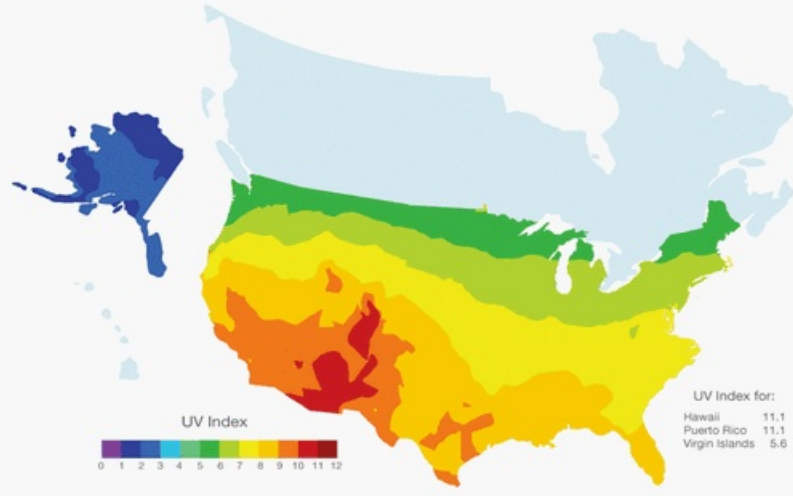 UV Index
0 1 2 3 4 5 6 7 8 9 10 11 12
UV Index for:
Hawaii 11.1
Puerto Rico 11.1
Virgin Islands 5.6